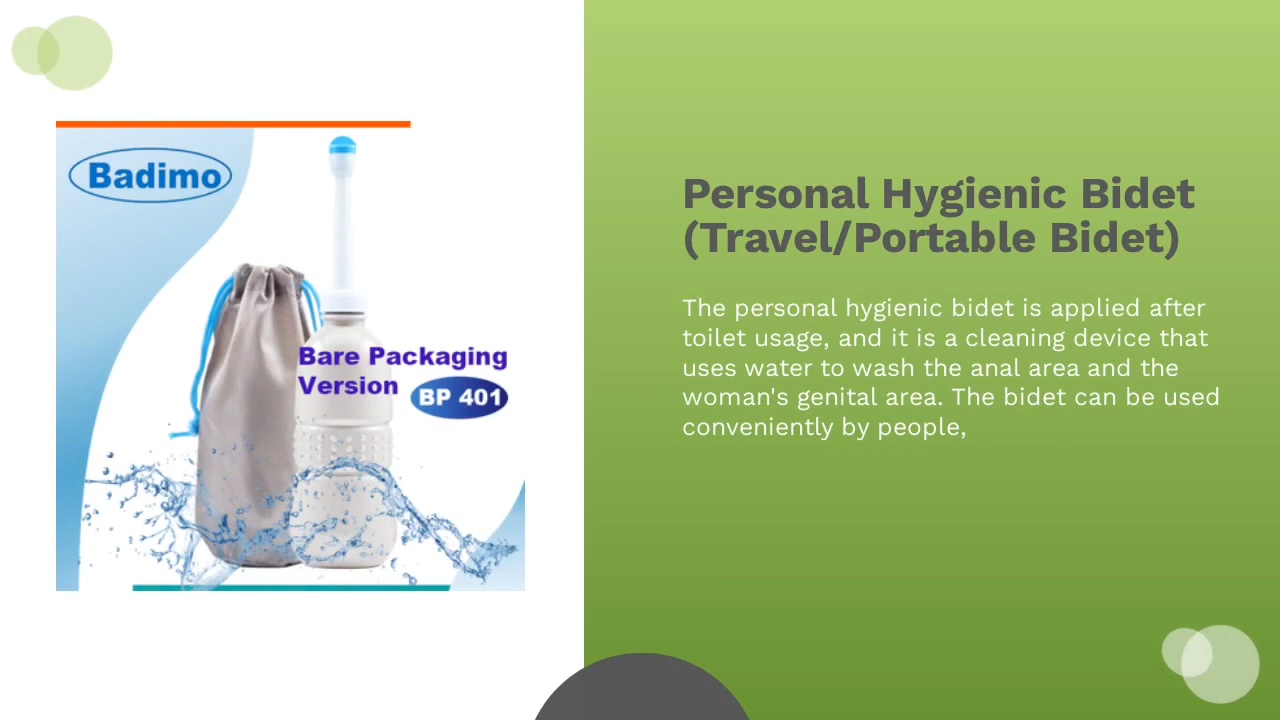 Badimo
Bare Packaging
Version
BP 401
Personal Hygienic Bidet
(Travel/Portable Bidet)
The personal hygienic bidet is applied after
toilet usage, and it is a cleaning device that
uses water to wash the anal area and the
woman's genital area. The bidet can be used
conveniently by people,